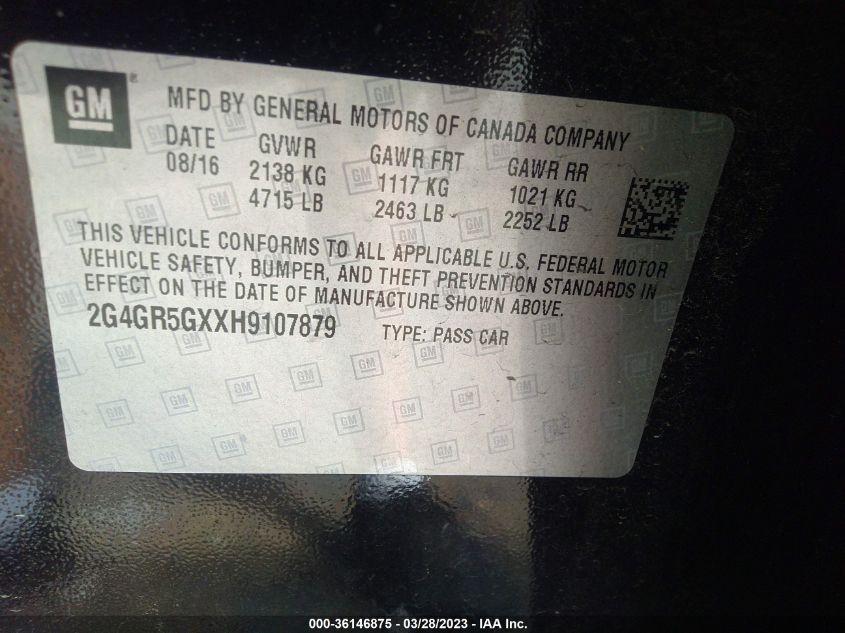 GM
MFD BY GENERAL MOTORS OF CANADA COMPANY
DATE GVWR GAWR FRT GAWR RR
08/16 2138 KG 1117 KG 1021 KG
4715 LB 2463 LB 2252 LB
THIS VEHICLE CONFORMS TO ALL APPLICABLE U.S. FEDERAL MOTOR
VEHICLE SAFETY, BUMPER, AND THEFT PREVENTION STANDARDS IN
EFFECT ON THE DATE OF MANUFACTURE SHOWN ABOVE.
2G4GR5GXXH9107879 TYPE: PASS CAR
000-36146875 / 03/28/2023 - IAA Inc.